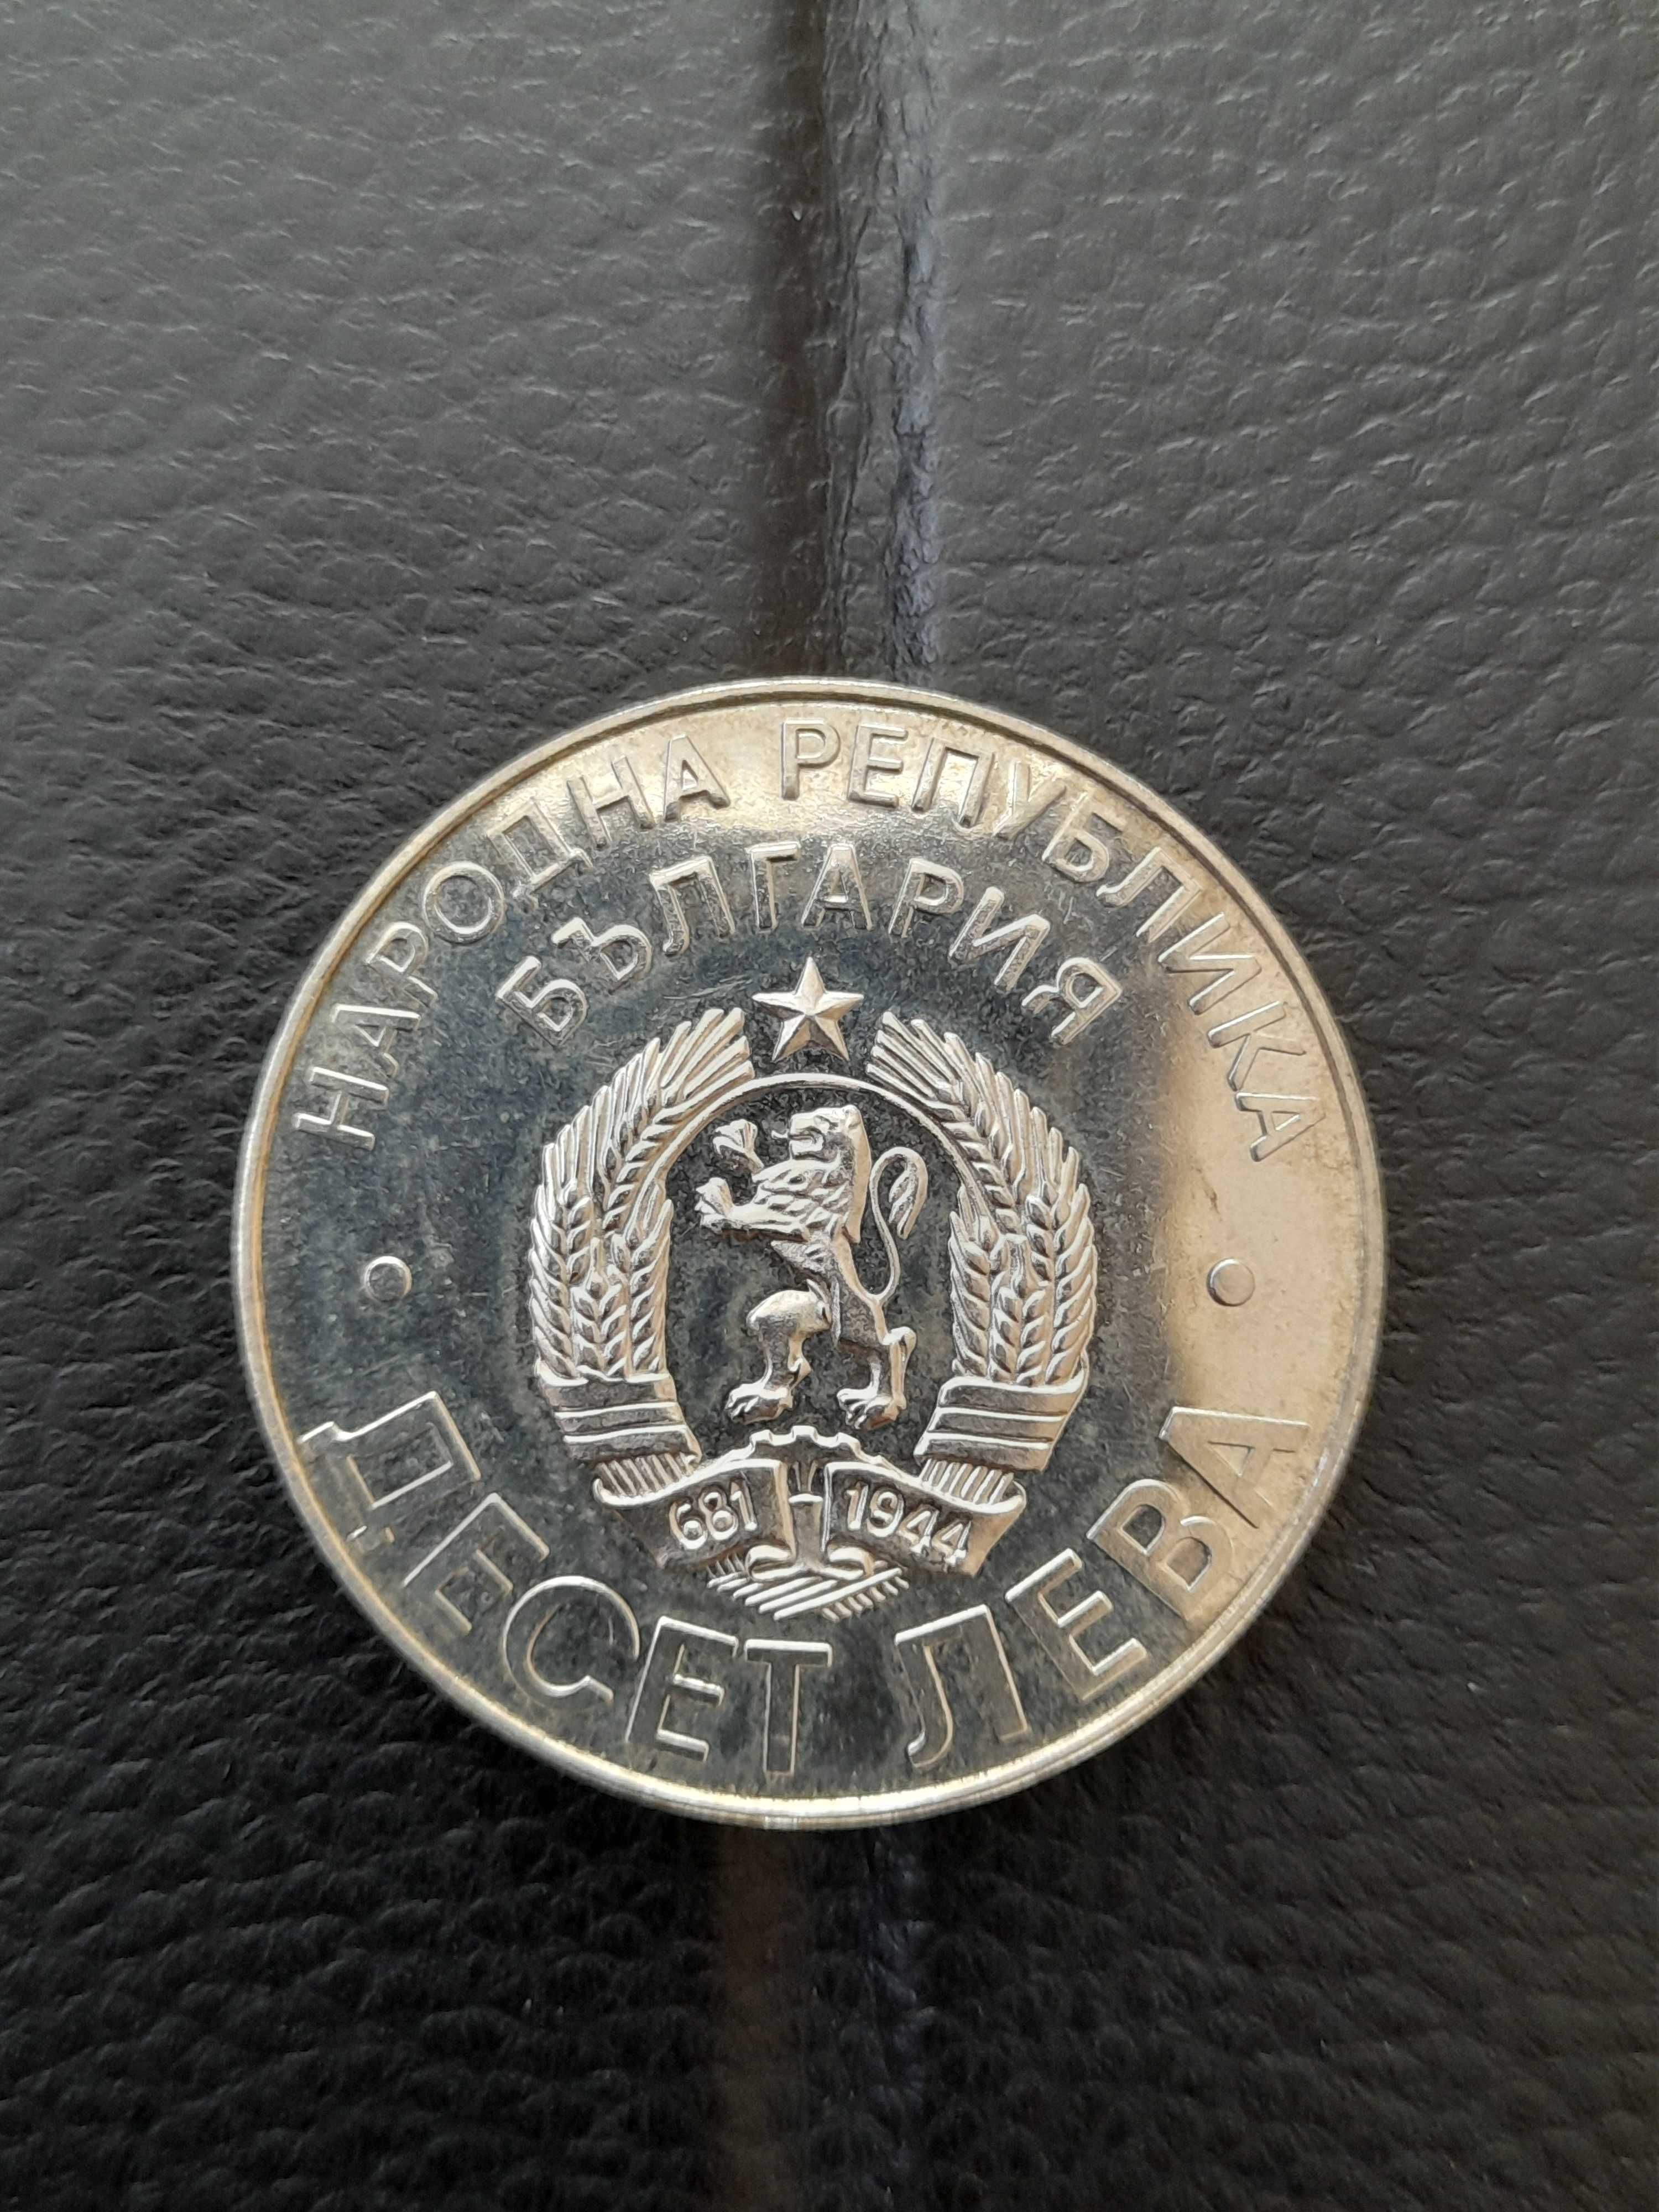 НАРОДНА РЕПУБЛИКА
БЪЛГАРИЯ
681 1944
ДЕСЕТ ЛЕВА